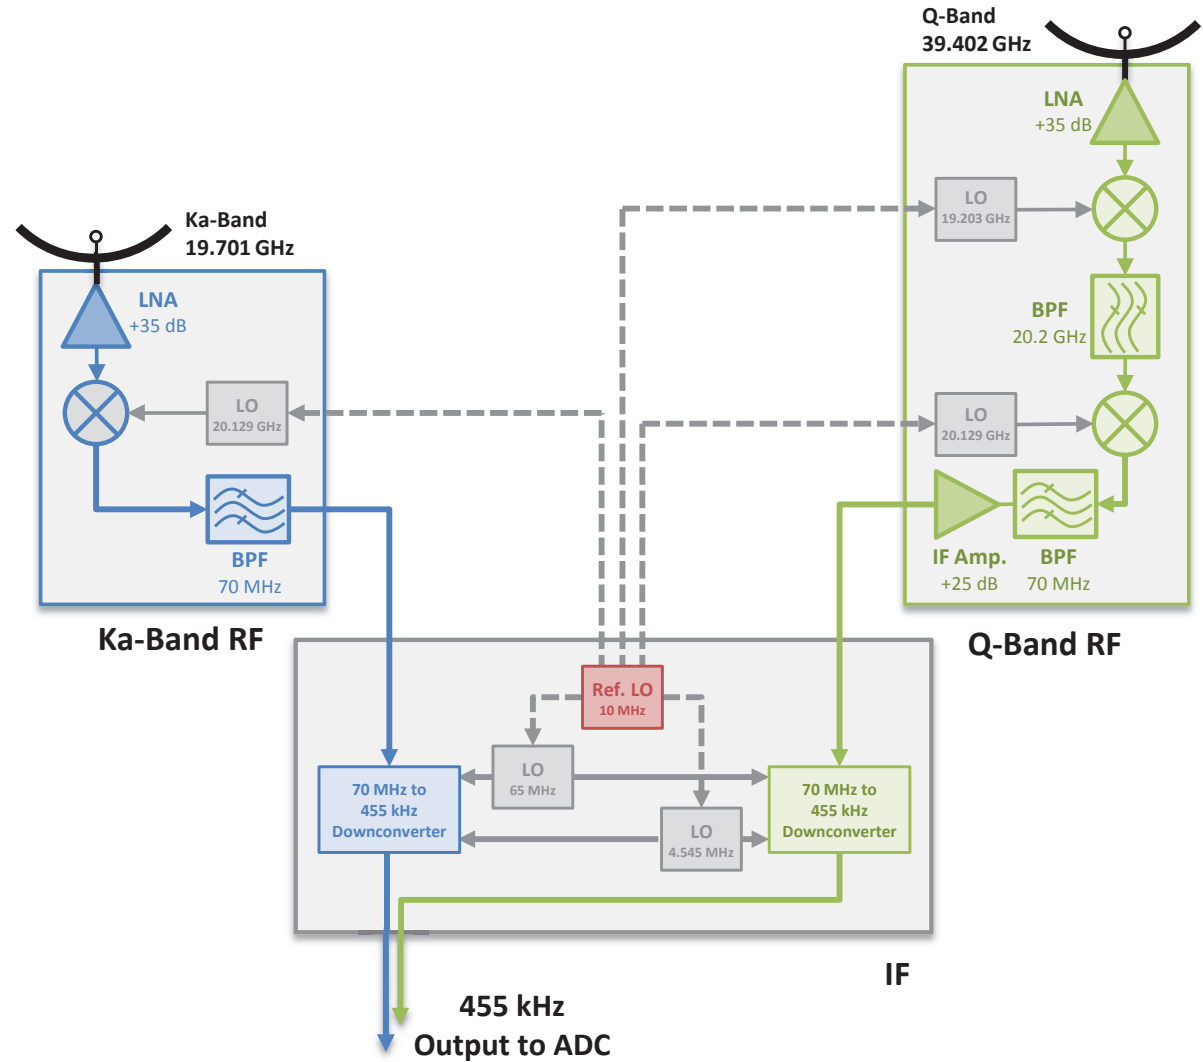 Q-Band
39.402 GHz
LNA
+35 dB
LO
19.203 GHz
Ka-Band
19.701 GHz
LNA
+35 dB
BPF
20.2 GHz
LO
20.129 GHz
LO
20.129 GHz
BPF
70 MHz
IF Amp.
+25 dB
BPF
70 MHz
Ka-Band RF
Q-Band RF
Ref. LO
10 MHz
LO
65 MHz
70 MHz to
455 kHz
Downconverter
70 MHz to
455 kHz
Downconverter
LO
4.545 MHz
IF
455 kHz
Output to ADC